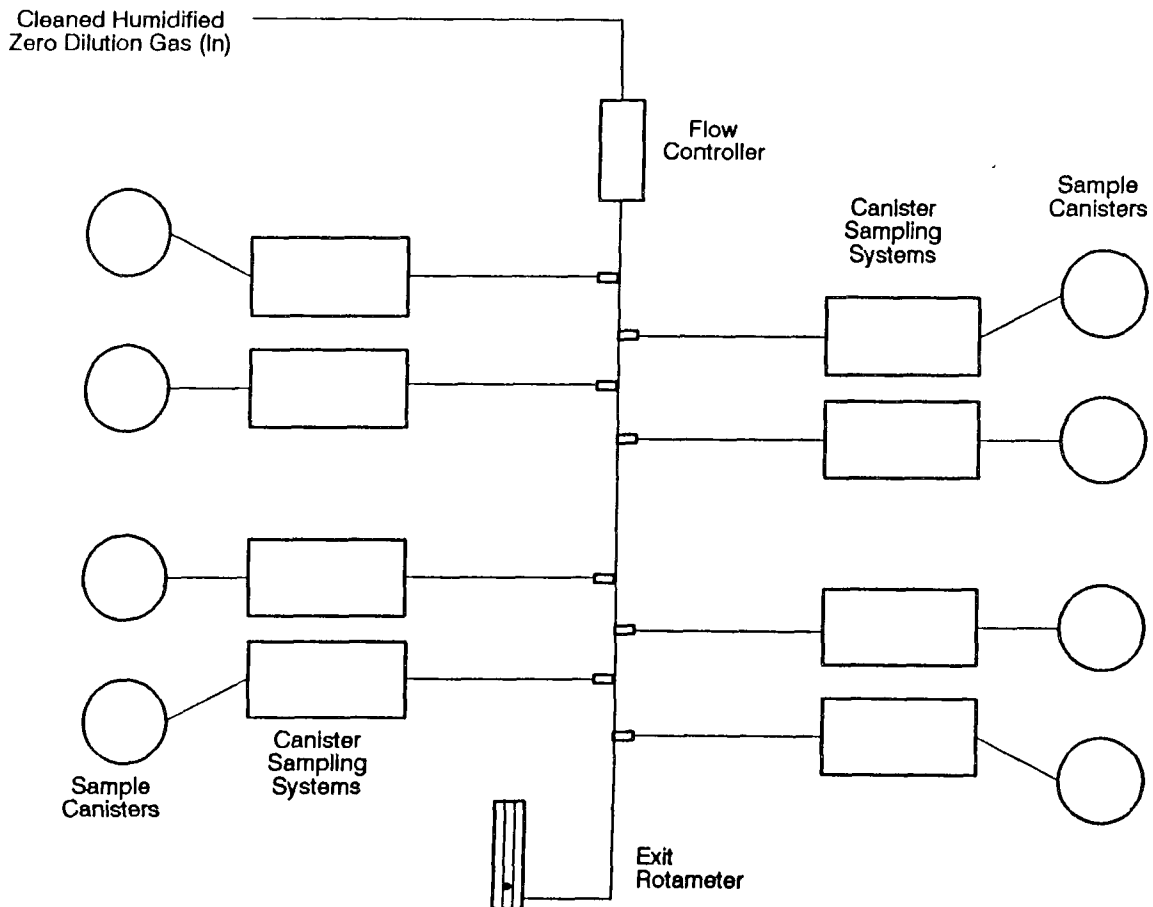 Cleaned Humidified
Zero Dilution Gas (In)
Flow
Controller
Canister
Sampling
Systems
Sample
Canisters
Canister
Sampling
Systems
Sample
Canisters
Exit
Rotameter